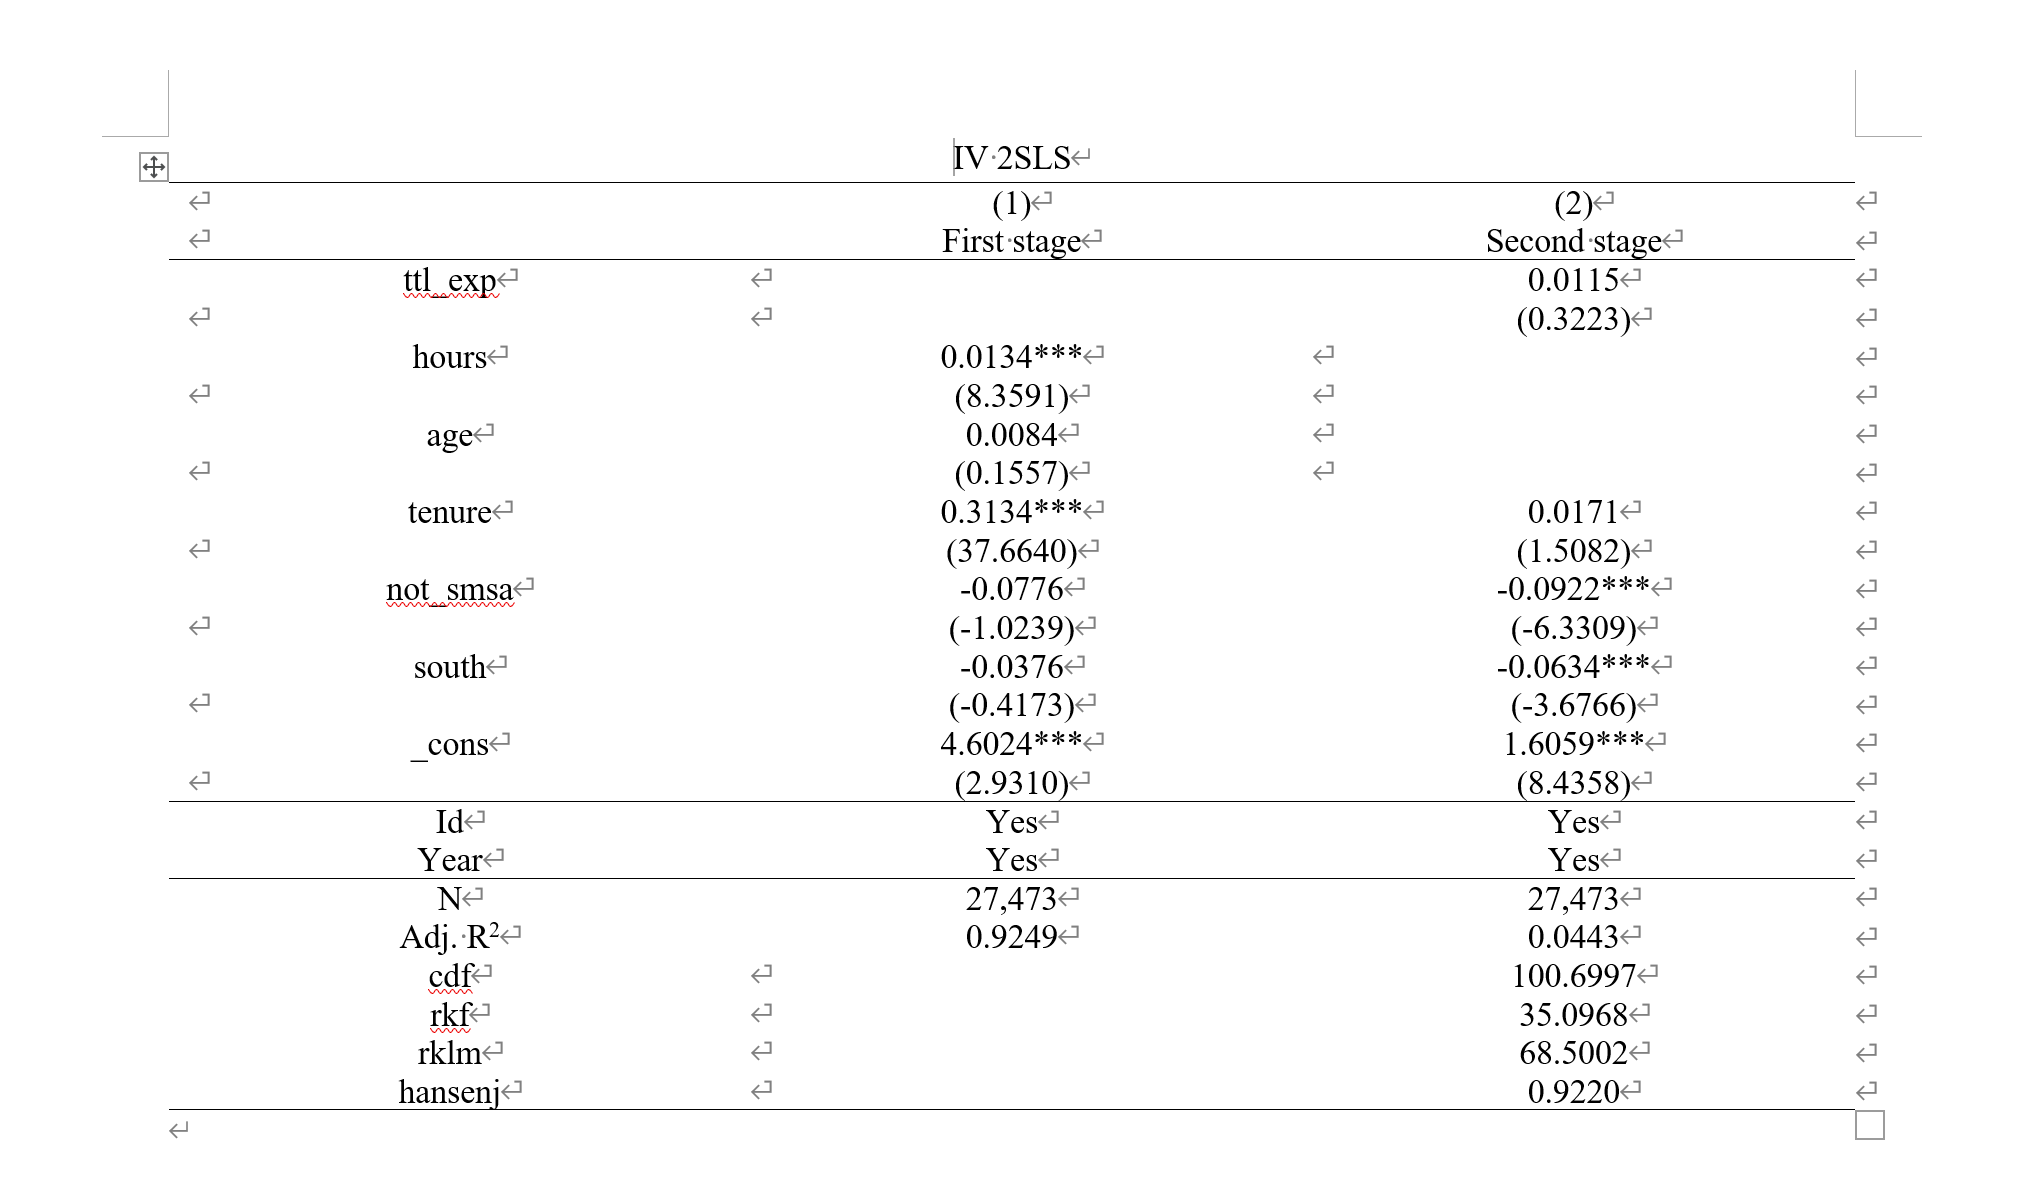 IV 2SLS
(1) (2)
First stage Second stage
ttl_exp 0.0115
(0.3223)
hours 0.0134***
(8.3591)
age 0.0084
(0.1557)
tenure 0.3134*** 0.0171
(37.6640) (1.5082)
not_smsa -0.0776 -0.0922***
(-1.0239) (-6.3309)
south -0.0376 -0.0634***
(-0.4173) (-3.6766)
_cons 4.6024*** 1.6059***
(2.9310) (8.4358)
Id Yes Yes
Year Yes Yes
N 27,473 27,473
Adj. R² 0.9249 0.0443
cdf 100.6997
rkf 35.0968
rklm 68.5002
hansenj 0.9220